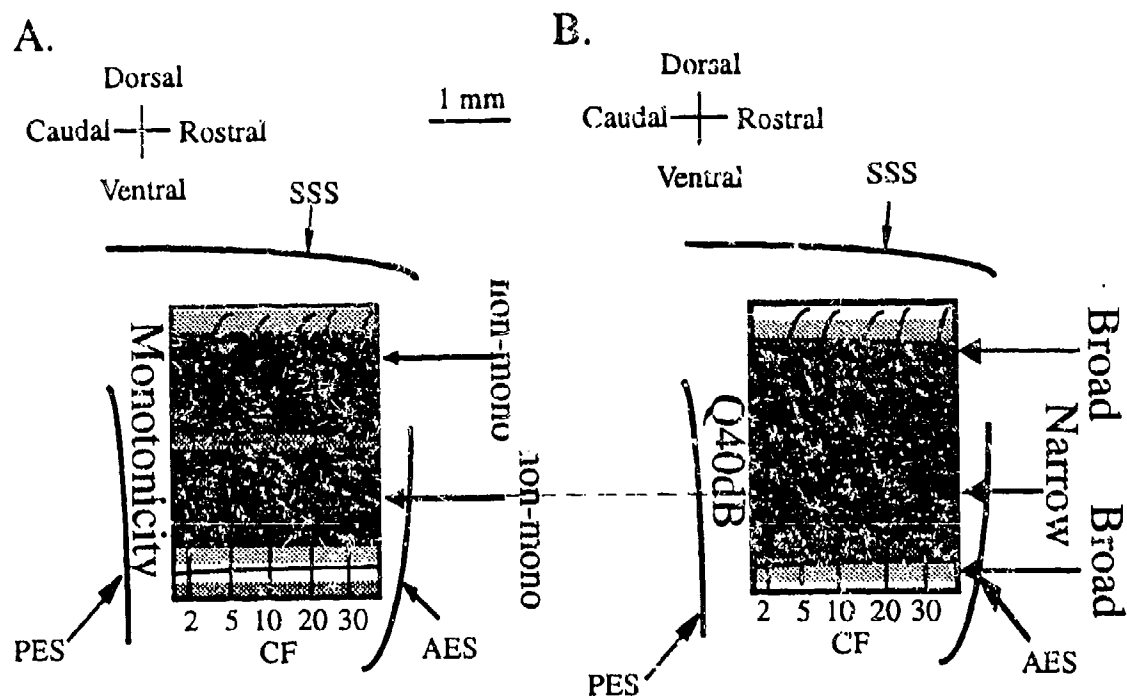 A.
Dorsal
Caudal
Rostral
Ventral
1 mm
SSS
Monotonicity
non-mono
non-mono
2 5 10 20 30
CF
PES
AES
B.
Dorsal
Caudal
Rostral
Ventral
SSS
Q40dB
Broad
Narrow
Broad
2 5 10 20 30
CF
PES
AES